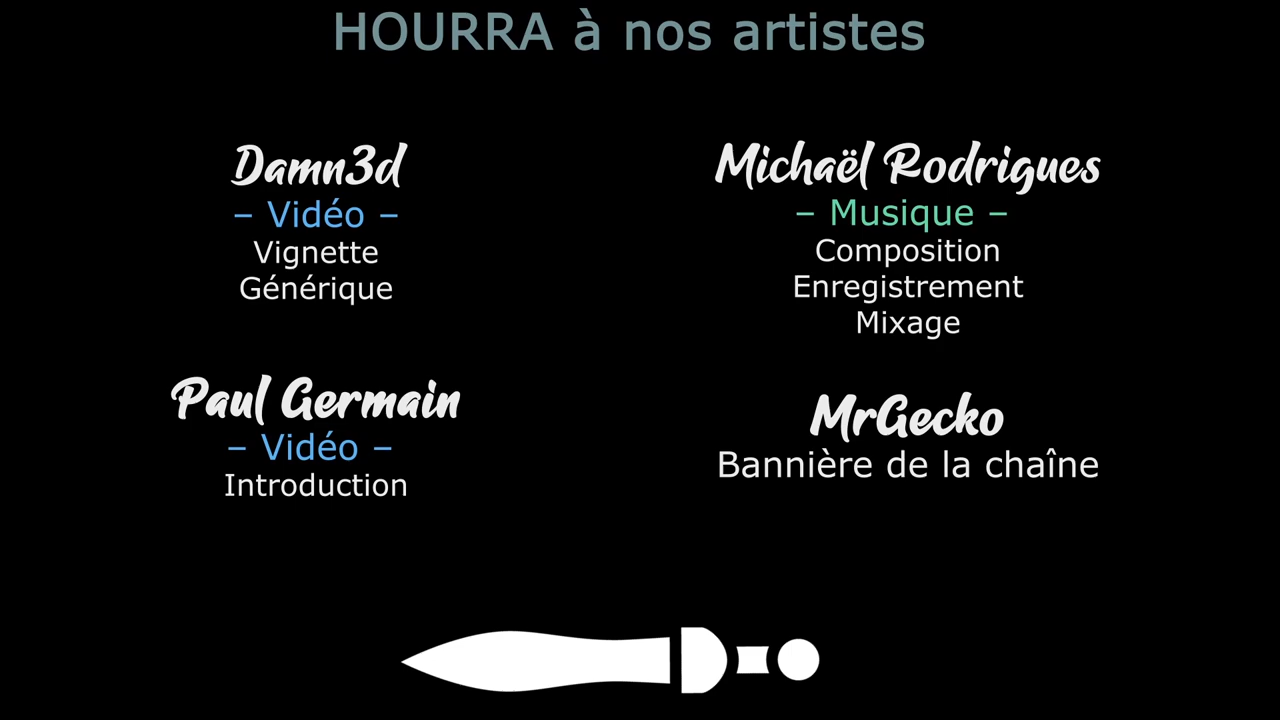 HOURRA à nos artistes
Damn3d
– Vidéo –
Vignette
Générique
Michaël Rodrigues
– Musique –
Composition
Enregistrement
Mixage
Paul Germain
– Vidéo –
Introduction
MrGecko
Bannière de la chaîne